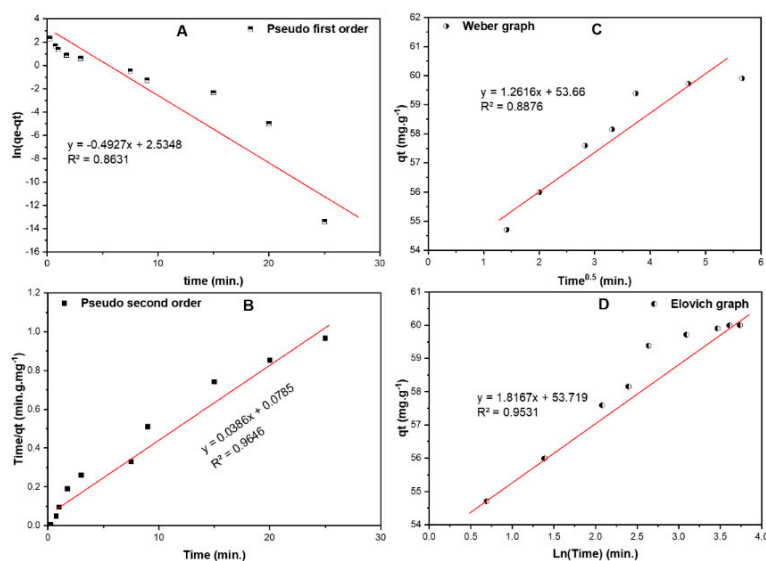 A
Pseudo first order
ln(qe-qt)
4
2
0
-2
-4
-6
-8
-10
-12
-14
-16
y = -0.4927x + 2.5348
R² = 0.8631
0
10
20
30
time (min.)
C
Weber graph
qt (mg.g⁻¹)
62
61
60
59
58
57
56
55
54
y = 1.2616x + 53.66
R² = 0.8876
0
1
2
3
4
5
6
Time⁰·⁵ (min.)
B
Pseudo second order
Time/qt (min.g.mg⁻¹)
1.2
1.0
0.8
0.6
0.4
0.2
0.0
y = 0.0386x + 0.0785
R² = 0.9646
0
10
20
30
Time (min.)
D
Elovich graph
qt (mg.g⁻¹)
61
60
59
58
57
56
55
54
y = 1.8167x + 53.719
R² = 0.9531
0.0
0.5
1.0
1.5
2.0
2.5
3.0
3.5
4.0
Ln(Time) (min.)